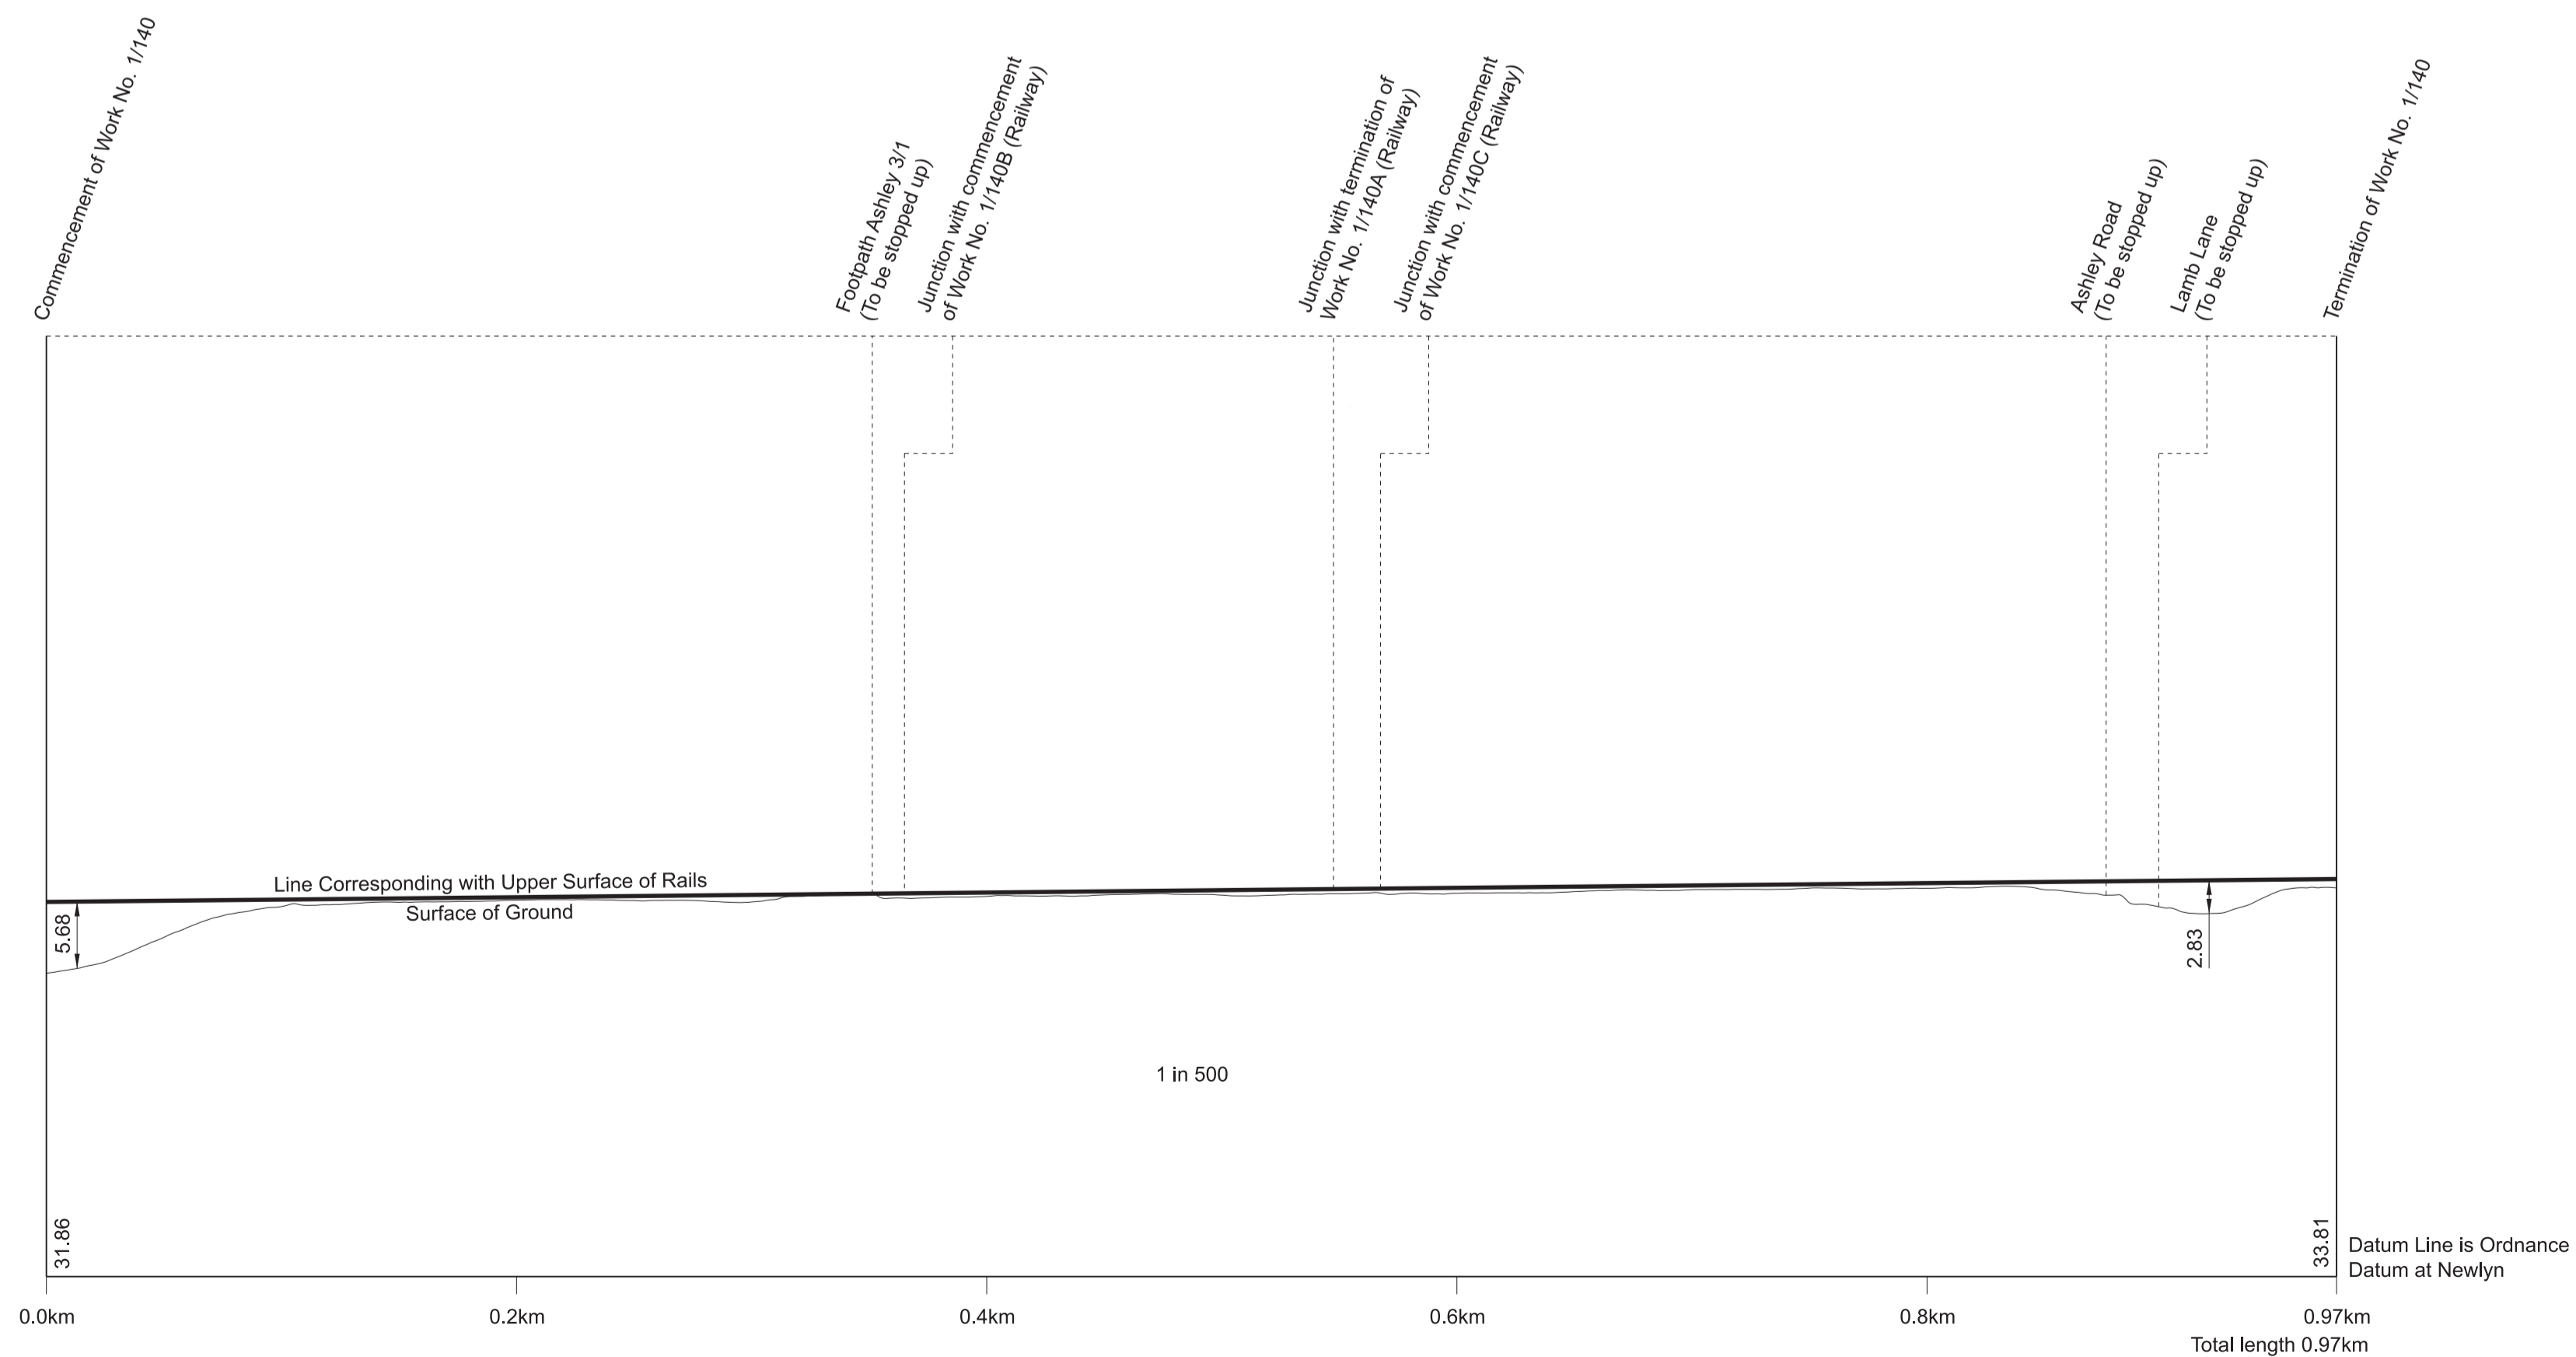 Commencement of Work No. 1/140
Footpath Ashley 3/1
(To be stopped up)
Junction with commencement
of Work No. 1/140B (Railway)
Junction with termination of
Work No. 1/140A (Railway)
Junction with commencement
of Work No. 1/140C (Railway)
Ashley Road
(To be stopped up)
Lamb Lane
(To be stopped up)
Termination of Work No. 1/140
Line Corresponding with Upper Surface of Rails
Surface of Ground
5.68
2.83
1 in 500
31.86
33.81
Datum Line is Ordnance
Datum at Newlyn
0.0km
0.2km
0.4km
0.6km
0.8km
0.97km
Total length 0.97km